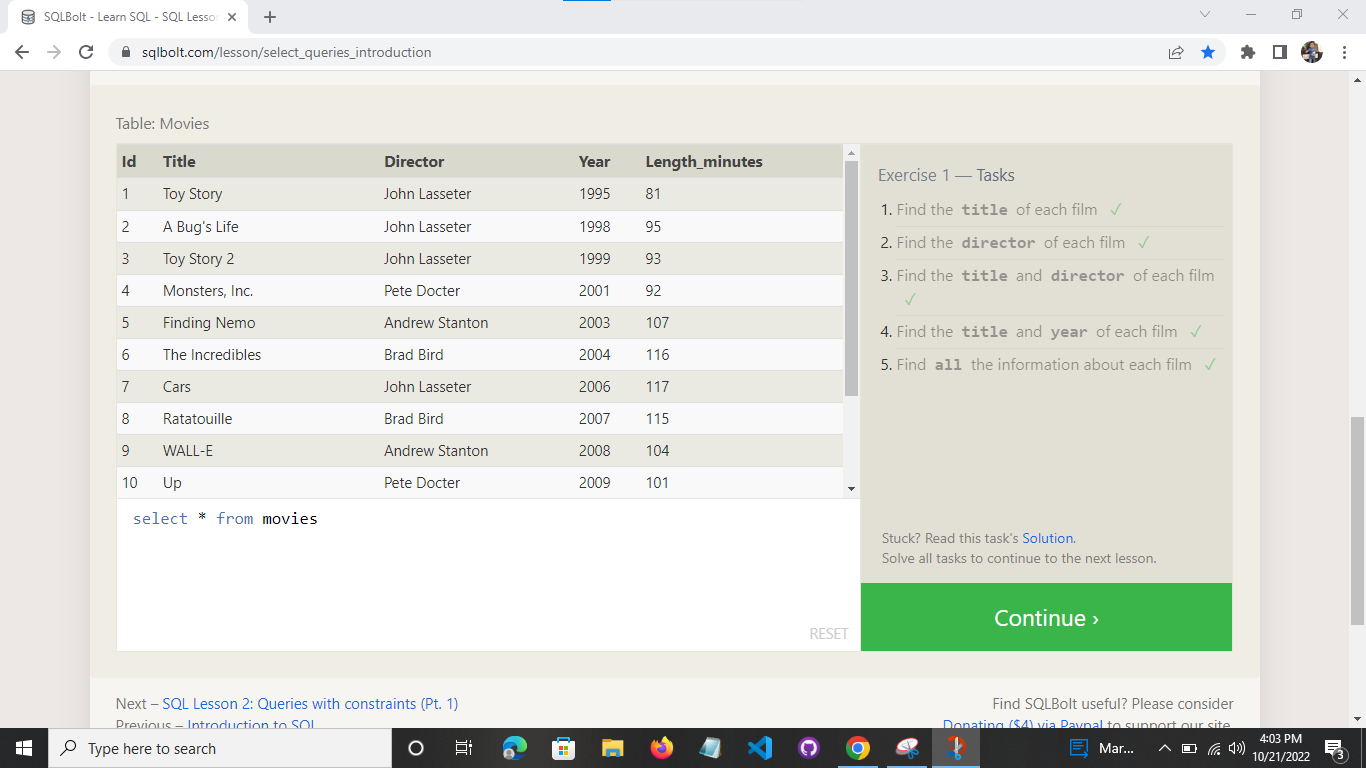 SQLBolt - Learn SQL - SQL Lesson
sqlbolt.com/lesson/select_queries_introduction
Table: Movies
Id Title Director Year Length_minutes
1 Toy Story John Lasseter 1995 81
2 A Bug's Life John Lasseter 1998 95
3 Toy Story 2 John Lasseter 1999 93
4 Monsters, Inc. Pete Docter 2001 92
5 Finding Nemo Andrew Stanton 2003 107
6 The Incredibles Brad Bird 2004 116
7 Cars John Lasseter 2006 117
8 Ratatouille Brad Bird 2007 115
9 WALL-E Andrew Stanton 2008 104
10 Up Pete Docter 2009 101
select * from movies
RESET
Exercise 1 — Tasks
1. Find the title of each film ✓
2. Find the director of each film ✓
3. Find the title and director of each film
✓
4. Find the title and year of each film ✓
5. Find all the information about each film ✓
Stuck? Read this task's Solution.
Solve all tasks to continue to the next lesson.
Continue ›
Next – SQL Lesson 2: Queries with constraints (Pt. 1)
Previous – Introduction to SQL
Find SQLBolt useful? Please consider
Donating ($4) via Paypal to support our site.
Type here to search
Mar...
4:03 PM
10/21/2022
3